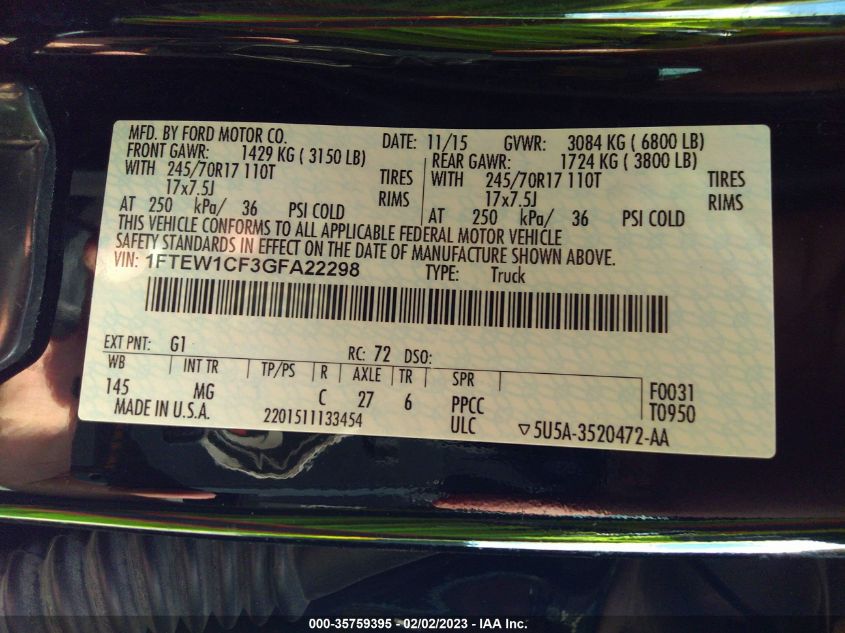 MFD. BY FORD MOTOR CO. DATE: 11/15 GVWR: 3084 KG ( 6800 LB)
FRONT GAWR: 1429 KG ( 3150 LB) REAR GAWR: 1724 KG ( 3800 LB)
WITH 245/70R17 110T TIRES WITH 245/70R17 110T TIRES
17x7.5J RIMS 17x7.5J RIMS
AT 250 kPa/ 36 PSI COLD AT 250 kPa/ 36 PSI COLD
THIS VEHICLE CONFORMS TO ALL APPLICABLE FEDERAL MOTOR VEHICLE
SAFETY STANDARDS IN EFFECT ON THE DATE OF MANUFACTURE SHOWN ABOVE.
VIN: 1FTEW1CF3GFA22298 TYPE: Truck
EXT PNT: G1 RC: 72 DSO:
WB INT TR TP/PS R AXLE TR SPR F0031
145 MG C 27 6 PPCC T0950
MADE IN U.S.A. 2201511133454 ULC ▽5U5A-3520472-AA
000-35759395 - 02/02/2023 - IAA Inc.